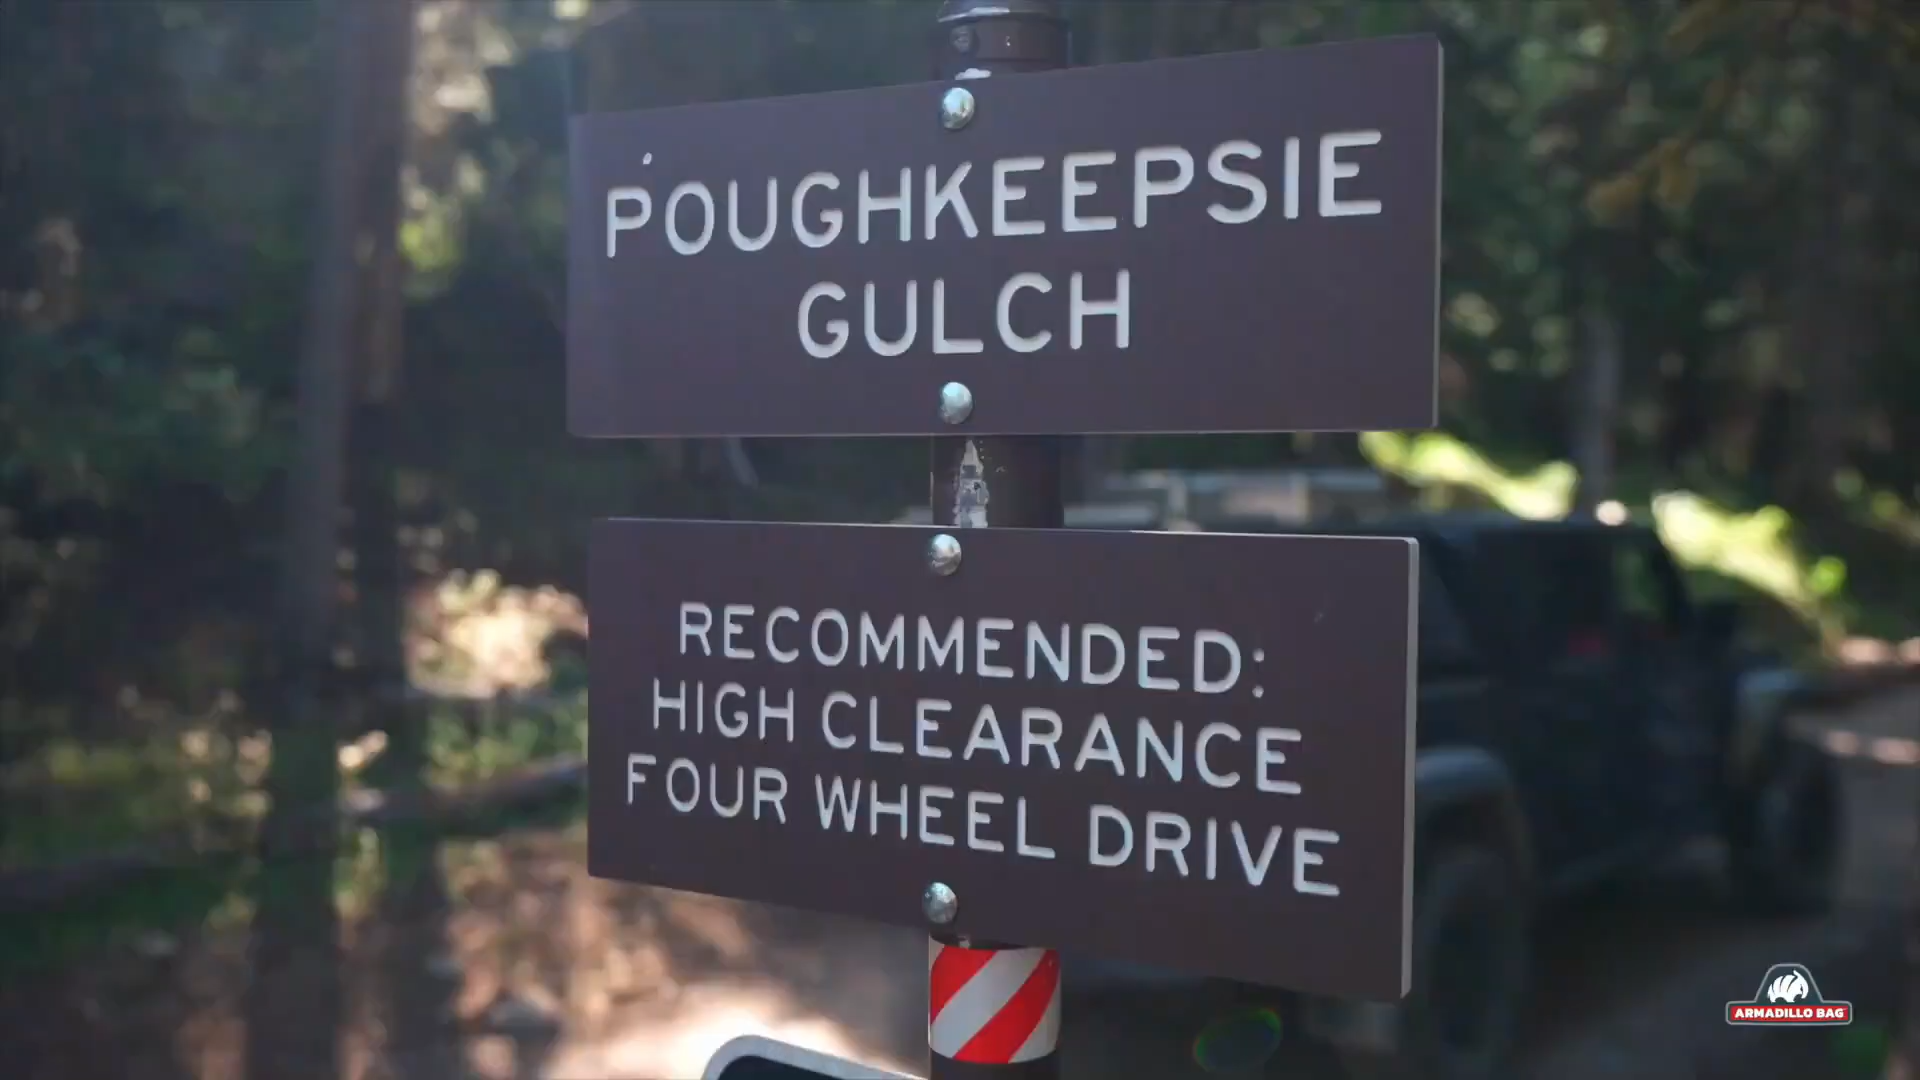 POUGHKEEPSIE
GULCH
RECOMMENDED:
HIGH CLEARANCE
FOUR WHEEL DRIVE
ARMADILLO BAG